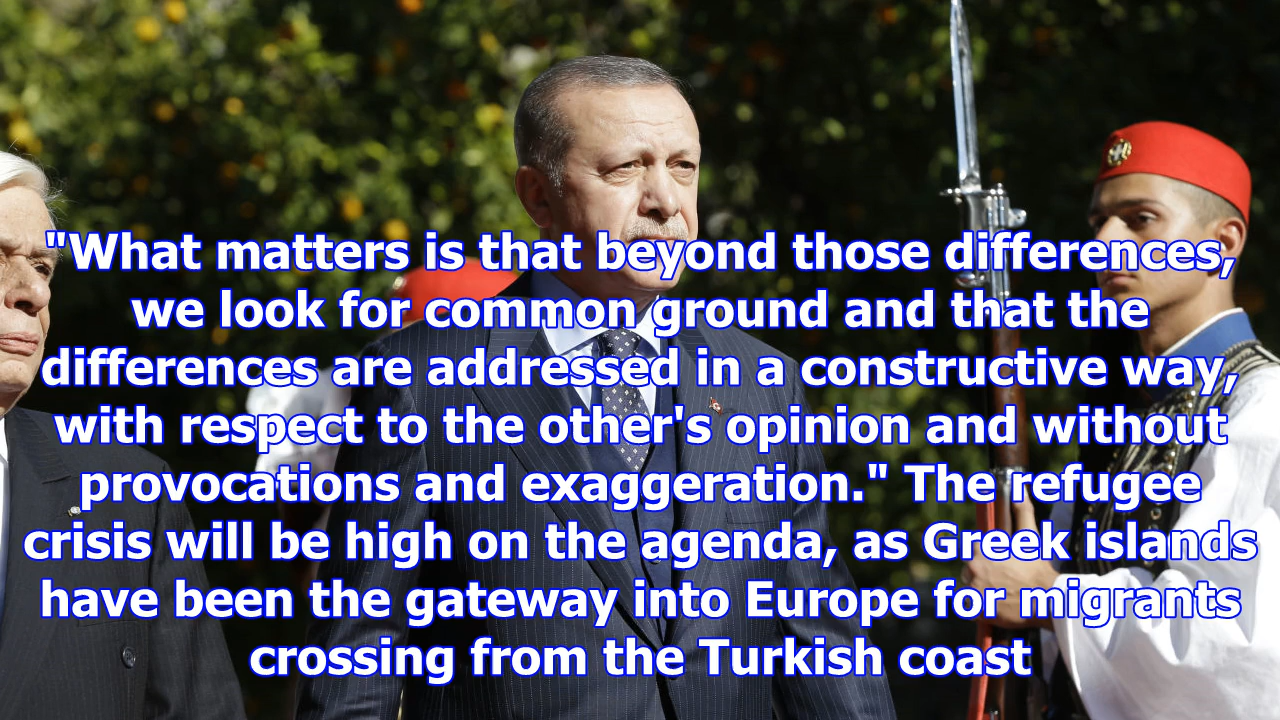 "What matters is that beyond those differences,
we look for common ground and that the
differences are addressed in a constructive way,
with respect to the other's opinion and without
provocations and exaggeration." The refugee
crisis will be high on the agenda, as Greek islands
have been the gateway into Europe for migrants
crossing from the Turkish coast